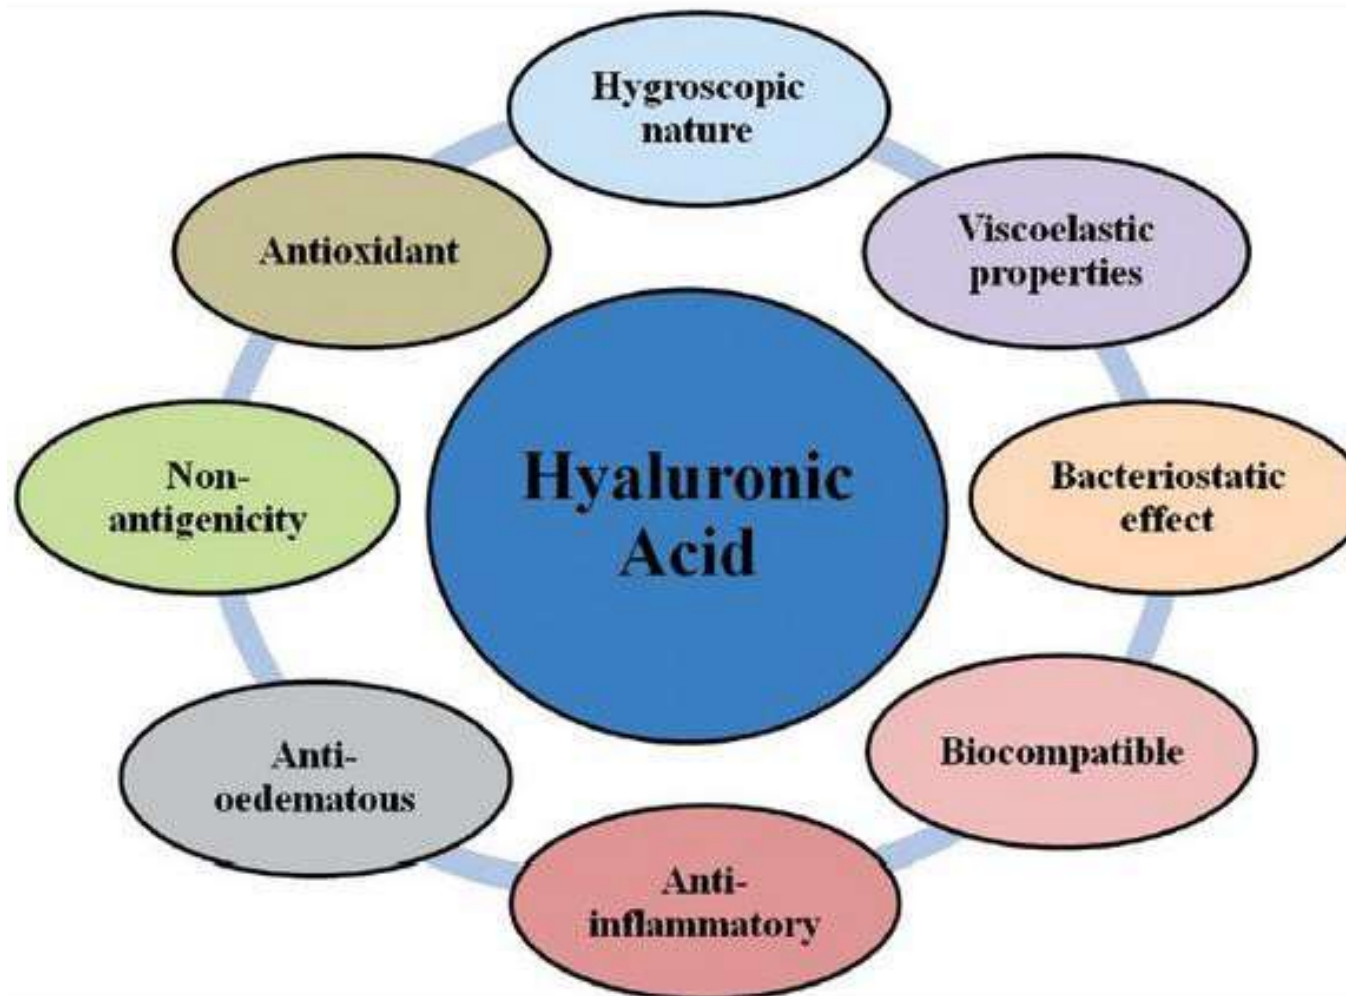 Hygroscopic
nature
Viscoelastic
properties
Bacteriostatic
effect
Biocompatible
Anti-
inflammatory
Anti-
oedematous
Non-
antigenicity
Antioxidant
Hyaluronic
Acid